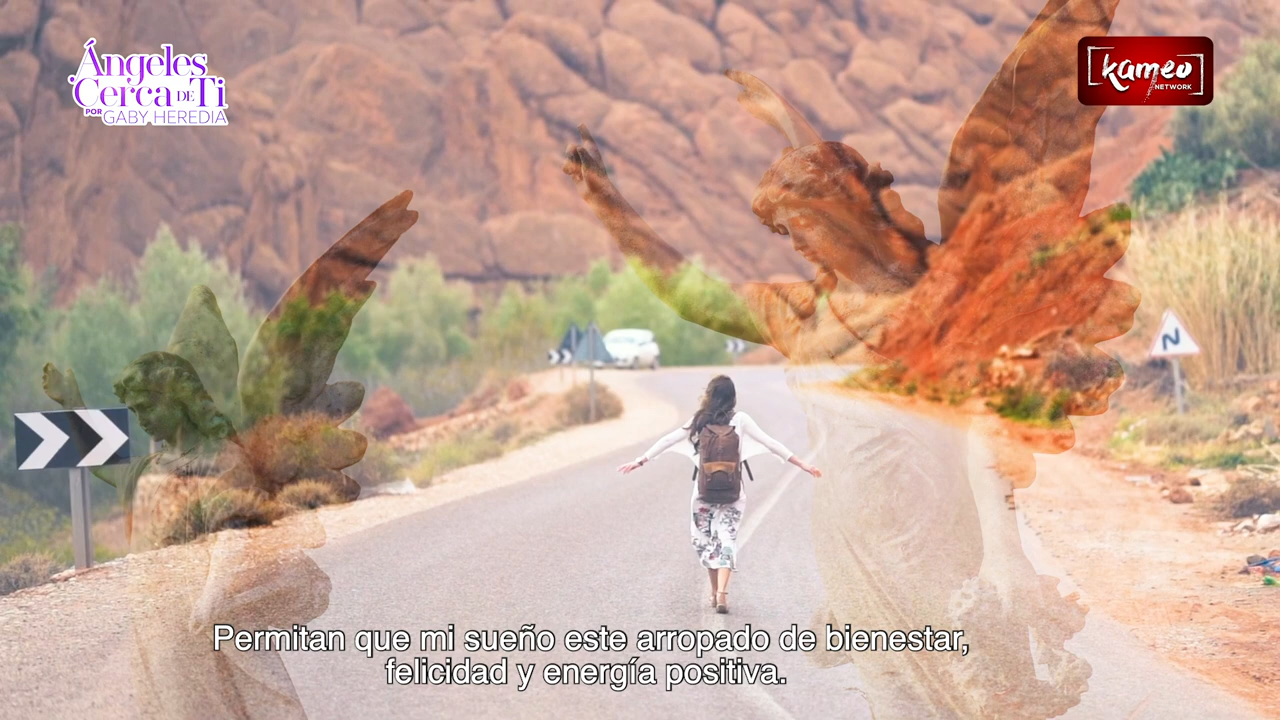 Ángeles
Cerca DE Ti
POR GABY HEREDIA
kameo
NETWORK
N
Permitan que mi sueño este arropado de bienestar,
felicidad y energía positiva.